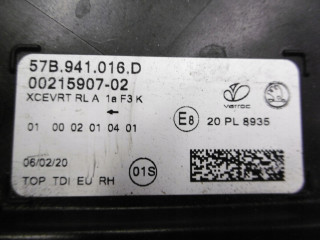 57B.941.016.D
00215907-02
XCEVRT RL A 1a F3 K
varroc
01 00 02 01 04 01
E8 20 PL 8935
06/02/20
TOP TDI EU RH
01S